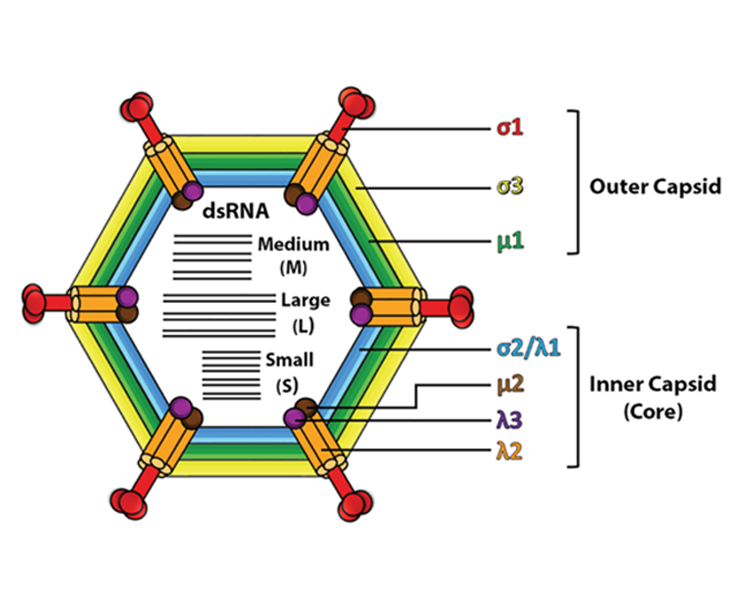 σ1
σ3
μ1
Outer Capsid
dsRNA
Medium
(M)
Large
(L)
Small
(S)
σ2/λ1
μ2
λ3
λ2
Inner Capsid
(Core)